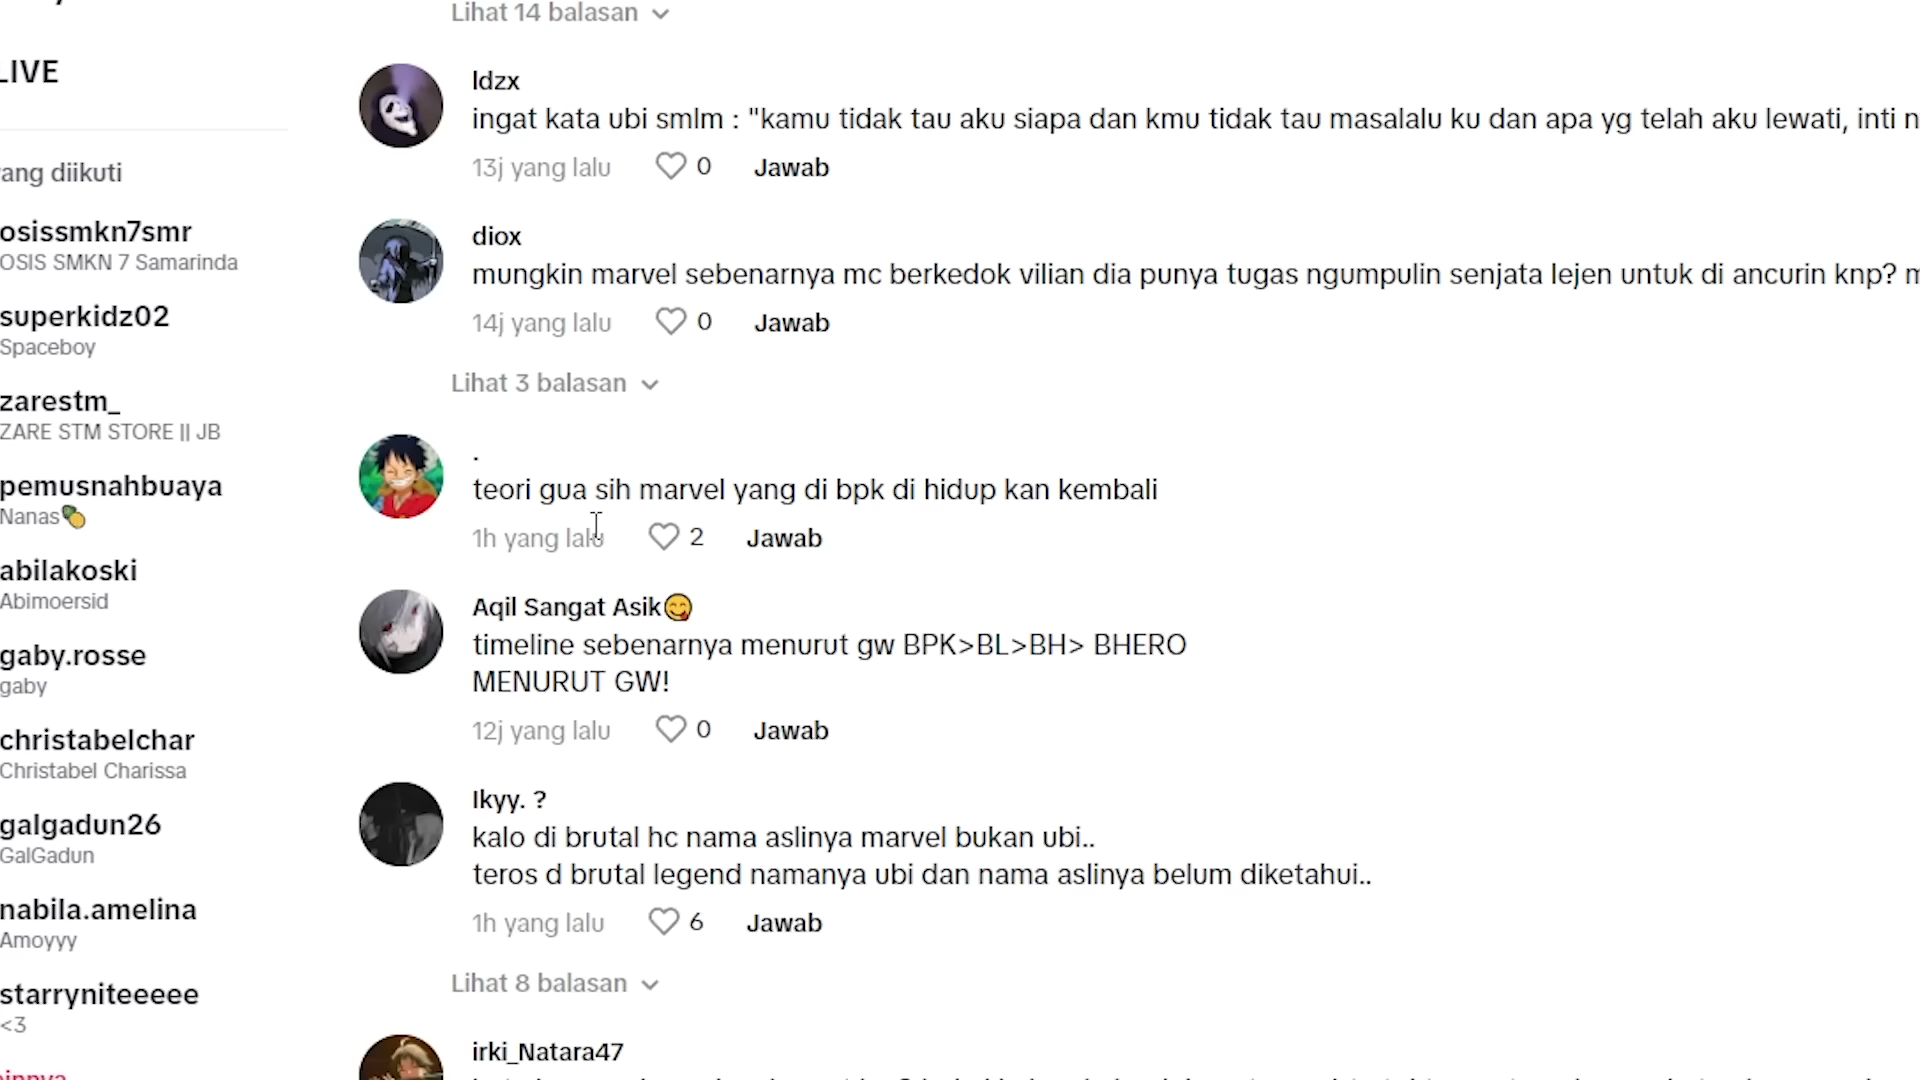 Lihat 14 balasan
LIVE
ang diikuti
osissmkn7smr
OSIS SMKN 7 Samarinda
superkidz02
Spaceboy
zarestm_
ZARE STM STORE || JB
pemusnahbuaya
Nanas🍍
abilakoski
Abimoersid
gaby.rosse
gaby
christabelchar
Christabel Charissa
galgadun26
GalGadun
nabila.amelina
Amoyyy
starryniteeeee
<3
ldzx
ingat kata ubi smlm : "kamu tidak tau aku siapa dan kmu tidak tau masalalu ku dan apa yg telah aku lewati, inti n
13j yang lalu 0 Jawab
diox
mungkin marvel sebenarnya mc berkedok vilian dia punya tugas ngumpulin senjata lejen untuk di ancurin knp? m
14j yang lalu 0 Jawab
Lihat 3 balasan
.
teori gua sih marvel yang di bpk di hidup kan kembali
1h yang lalu 2 Jawab
Aqil Sangat Asik😋
timeline sebenarnya menurut gw BPK>BL>BH> BHERO
MENURUT GW!
12j yang lalu 0 Jawab
Ikyy. ?
kalo di brutal hc nama aslinya marvel bukan ubi..
teros d brutal legend namanya ubi dan nama aslinya belum diketahui..
1h yang lalu 6 Jawab
Lihat 8 balasan
irki_Natara47